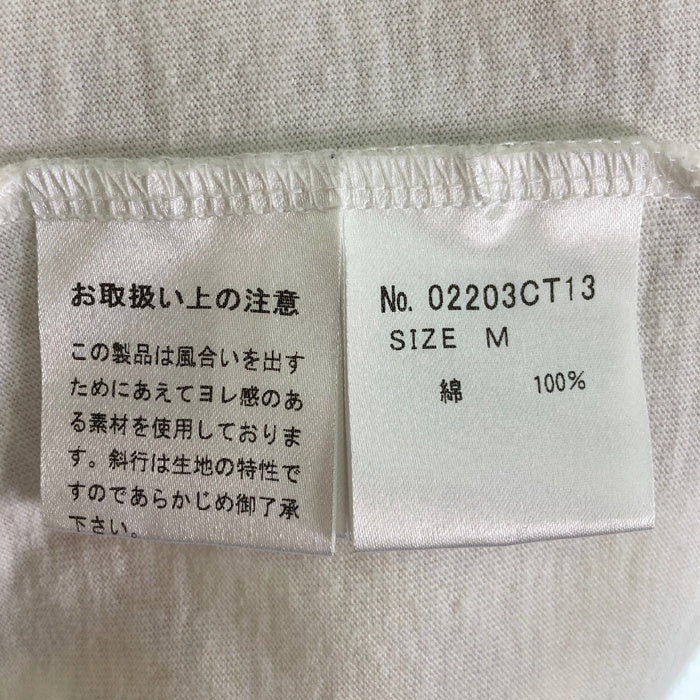 お取扱い上の注意
この製品は風合いを出す
ためにあえてヨレ感のあ
る素材を使用しておりま
す。斜行は生地の特性で
すのであらかじめ御了承
下さい。
No. 02203CT13
SIZE M
綿 100%